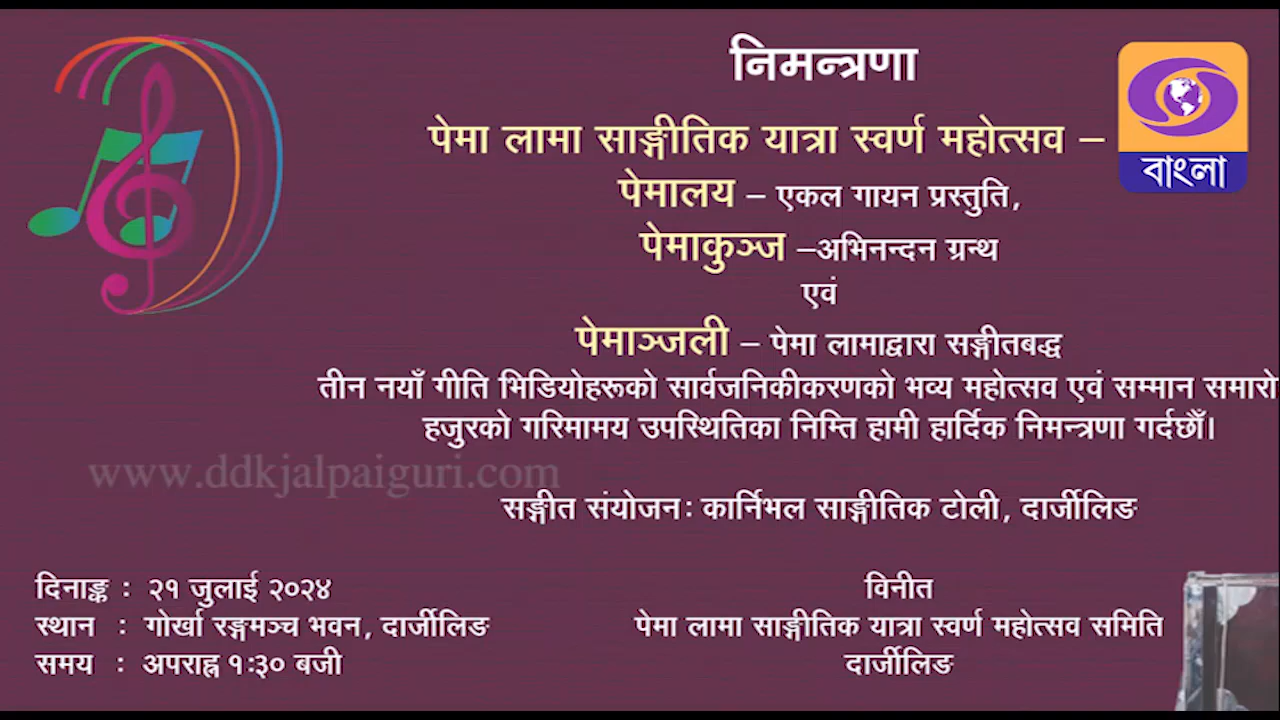 निमन्त्रणा
पेमा लामा साङ्गीतिक यात्रा स्वर्ण महोत्सव –
পেমালয় – एकल गायन प्रस्तुति,
पेमाकुञ्ज –अभिनन्दन ग्रन्थ
एवं
पेमाञ्जली – पेमा लामाद्वारा सङ्गीतबद्ध
तीन नयाँ गीति भिडियोहरूको सार्वजनिकीकरणको भव्य महोत्सव एवं सम्मान समारो
हजुरको गरिमामय उपस्थितिका निम्ति हामी हार्दिक निमन्त्रणा गर्दछौँ।
सङ्गीत संयोजन: कार्निभल साङ्गीतिक टोली, दार्जीलिङ
दिनाङ्क : २१ जुलाई २०२४
स्थान : गोर्खा रङ्गमञ्च भवन, दार्जीलिङ
समय : अपराह्न १:३० बजी
विनीत
पेमा लामा साङ्गीतिक यात्रा स्वर्ण महोत्सव समिति
दार्जीलिङ
বাংলা
www.ddkjalpaiguri.com